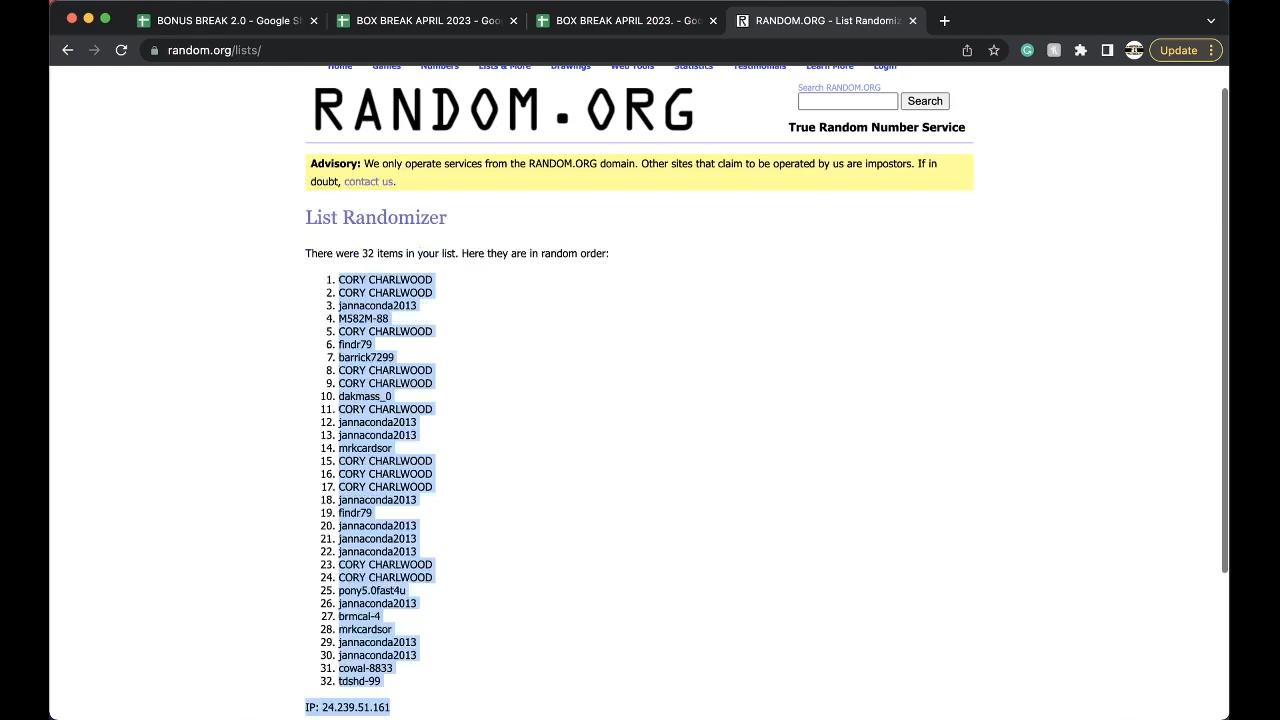 BONUS BREAK 2.0 - Google S
BOX BREAK APRIL 2023 - Goo
BOX BREAK APRIL 2023. - Go
RANDOM.ORG - List Randomiz
random.org/lists/
Update
Home Games Numbers Lists & More Drawings Web Tools Statistics Testimonials Learn More Login
RANDOM.ORG
Search RANDOM.ORG
Search
True Random Number Service
Advisory: We only operate services from the RANDOM.ORG domain. Other sites that claim to be operated by us are impostors. If in
doubt, contact us.
List Randomizer
There were 32 items in your list. Here they are in random order:
1. CORY CHARLWOOD
2. CORY CHARLWOOD
3. jannaconda2013
4. M582M-88
5. CORY CHARLWOOD
6. findr79
7. barrick7299
8. CORY CHARLWOOD
9. CORY CHARLWOOD
10. dakmass_0
11. CORY CHARLWOOD
12. jannaconda2013
13. jannaconda2013
14. mrkcardsor
15. CORY CHARLWOOD
16. CORY CHARLWOOD
17. CORY CHARLWOOD
18. jannaconda2013
19. findr79
20. jannaconda2013
21. jannaconda2013
22. jannaconda2013
23. CORY CHARLWOOD
24. CORY CHARLWOOD
25. pony5.0fast4u
26. jannaconda2013
27. brmcal-4
28. mrkcardsor
29. jannaconda2013
30. jannaconda2013
31. cowal-8833
32. tdshd-99
IP: 24.239.51.161